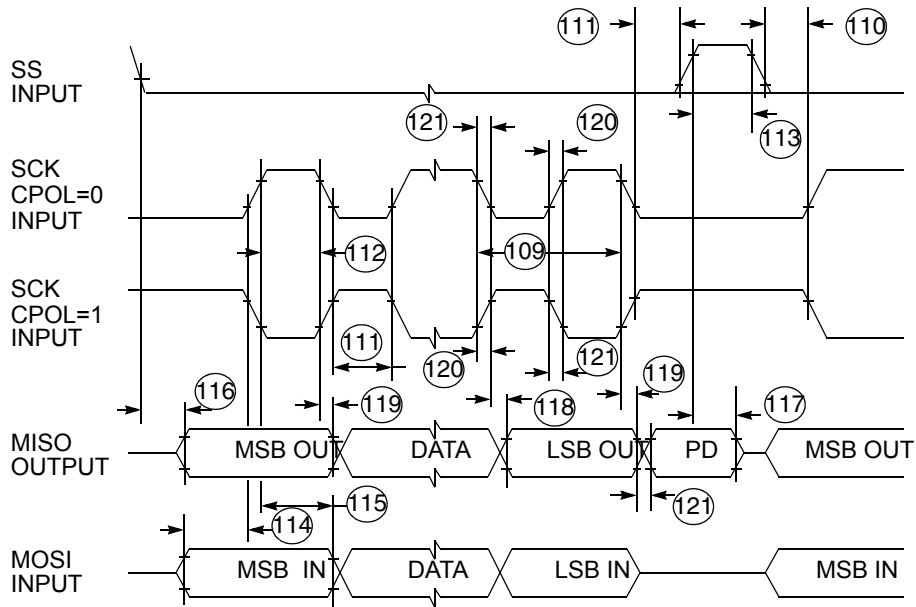 111
110
SS
INPUT
121
120
113
SCK
CPOL=0
INPUT
112
109
SCK
CPOL=1
INPUT
111
120
121
116
119
118
119
117
MISO
OUTPUT
MSB OUT
DATA
LSB OUT
PD
MSB OUT
114
115
121
MOSI
INPUT
MSB IN
DATA
LSB IN
MSB IN